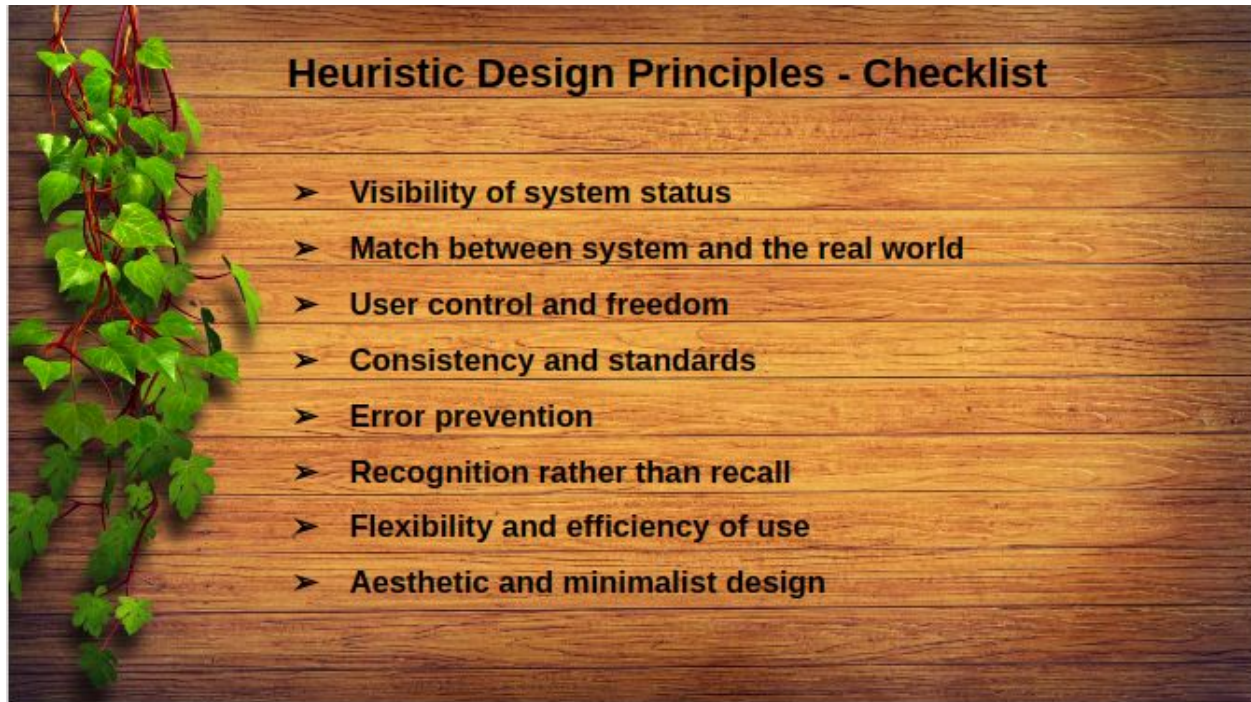 Heuristic Design Principles - Checklist
➢ Visibility of system status
➢ Match between system and the real world
➢ User control and freedom
➢ Consistency and standards
➢ Error prevention
➢ Recognition rather than recall
➢ Flexibility and efficiency of use
➢ Aesthetic and minimalist design